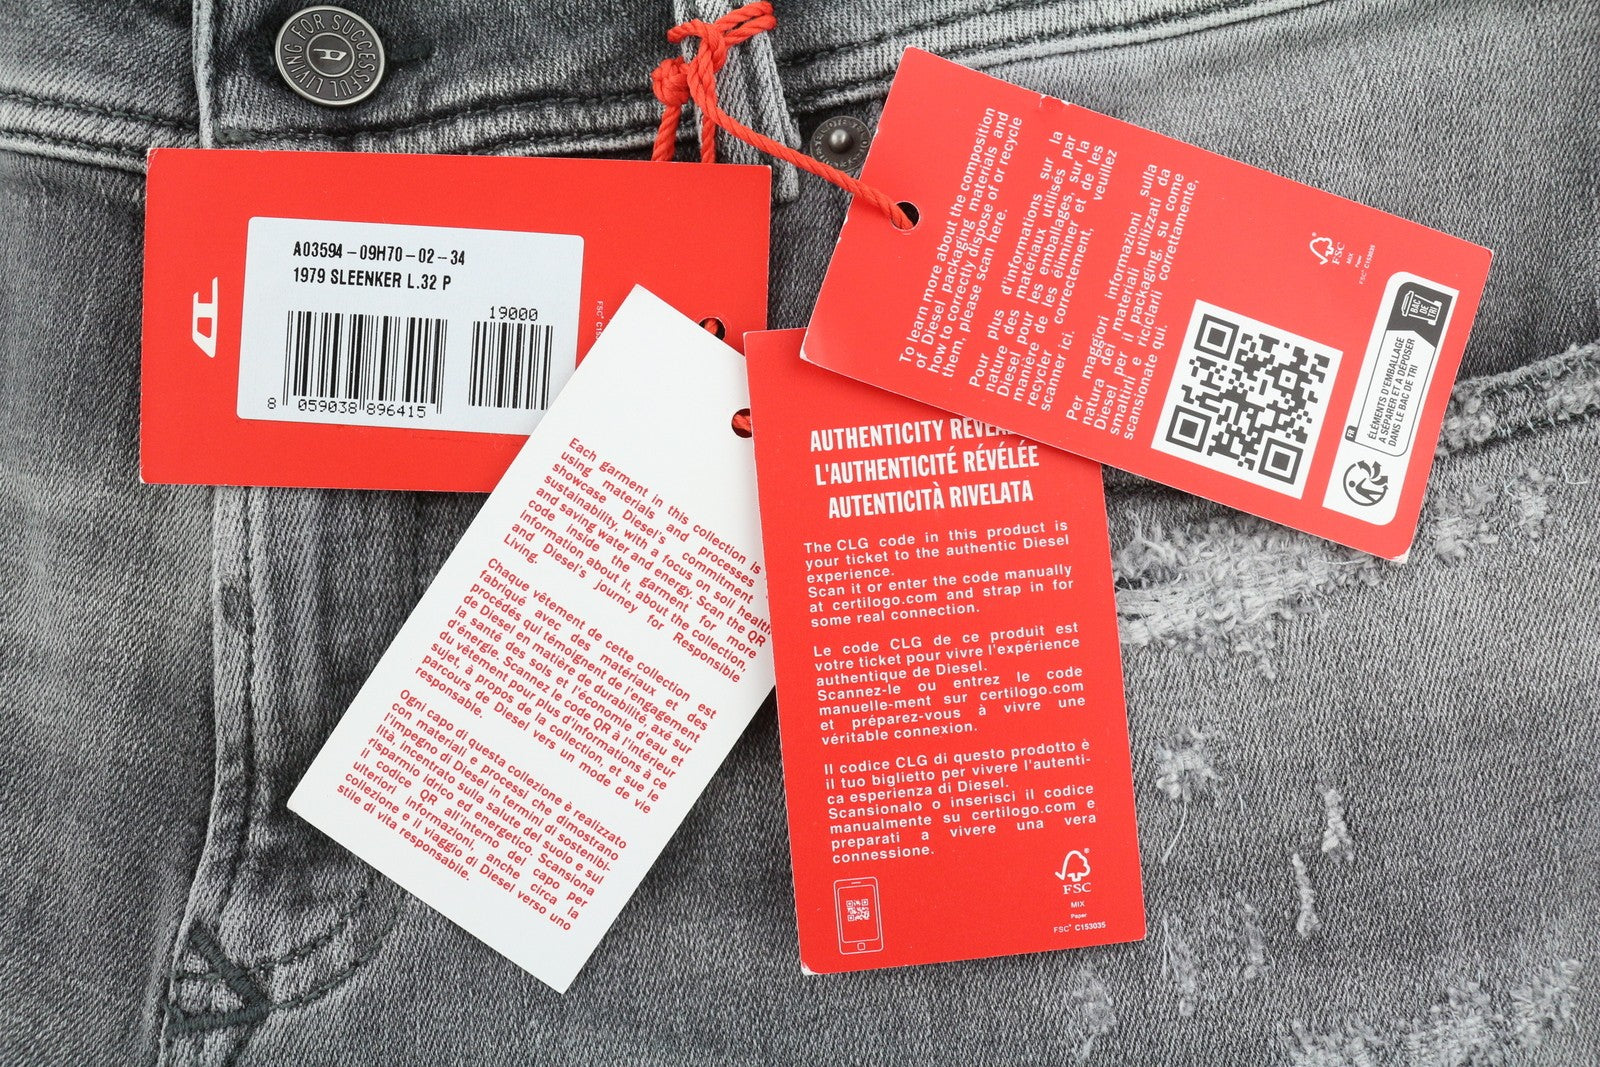 FOR SUCCESSFUL LIVING
A03594-09H70-02-34
1979 SLEENKER L.32 P
19000
8 059038 896415
FSC® C15
Each garment in this collection is
using materials and processes
showcase Diesel's commitment
sustainability, with a focus on soil health
and saving water and energy. Scan the QR
code inside the garment for more
information about it, about the collection,
and Diesel's journey for Responsible
Living.
Chaque vêtement de cette collection est
fabriqué avec des matériaux et des
procédés qui témoignent de l'engagement
de Diesel en matière de durabilité, axé sur
la santé des sols et l'économie d'eau et
d'énergie. Scannez le code QR à l'intérieur
du vêtement pour plus d'informations à ce
sujet, à propos de la collection, et sue le
parcours de Diesel vers un mode de vie
responsable.
Ogni capo di questa collezione è realizzato
con materiali e processi che dimostrano
l'impegno di Diesel in termini di sostenibi-
lità, incentrato sulla salute del suolo e sul
risparmio idrico ed energetico. Scansiona
il codice QR all'interno del capo per
ulteriori informazioni, anche circa la
collezione e il viaggio di Diesel verso uno
stile di vita responsabile.
AUTHENTICITY
L'AUTHENTICITÉ RÉVÉLÉE
AUTENTICITÀ RIVELATA
The CLG code in this product is
your ticket to the authentic Diesel
experience.
Scan it or enter the code manually
at certilogo.com and strap in for
some real connection.
Le code CLG de ce produit est
votre ticket pour vivre l'expérience
authentique de Diesel.
Scannez-le ou entrez le code
manuelle-ment sur certilogo.com
et préparez-vous à vivre une
véritable connexion.
Il codice CLG di questo prodotto è
il tuo biglietto per vivere l'autenti-
ca esperienza di Diesel.
Scansionalo o inserisci il codice
manualmente su certilogo.com e
preparati a vivere una vera
connessione.
FSC
MIX
Paper
FSC® C153035
To learn more about the composition
of Diesel packaging materials and
how to correctly dispose of or recycle
them, please scan here.
Pour plus d'informations sur la
nature des matériaux utilisés par
Diesel pour les emballages, sur la
manière de les éliminer et de les
recycler correctement, veuillez
scanner ici.
Per maggiori informazioni sulla
natura dei materiali utilizzati da
Diesel per il packaging, su come
smaltirli e riciclarli correttamente,
scansionate qui.
FSC
MIX
Paper
FSC® C153035
FR
ÉLÉMENTS D'EMBALLAGE
À SÉPARER ET À DÉPOSER
DANS LE BAC DE TRI
BAC
DE
TRI